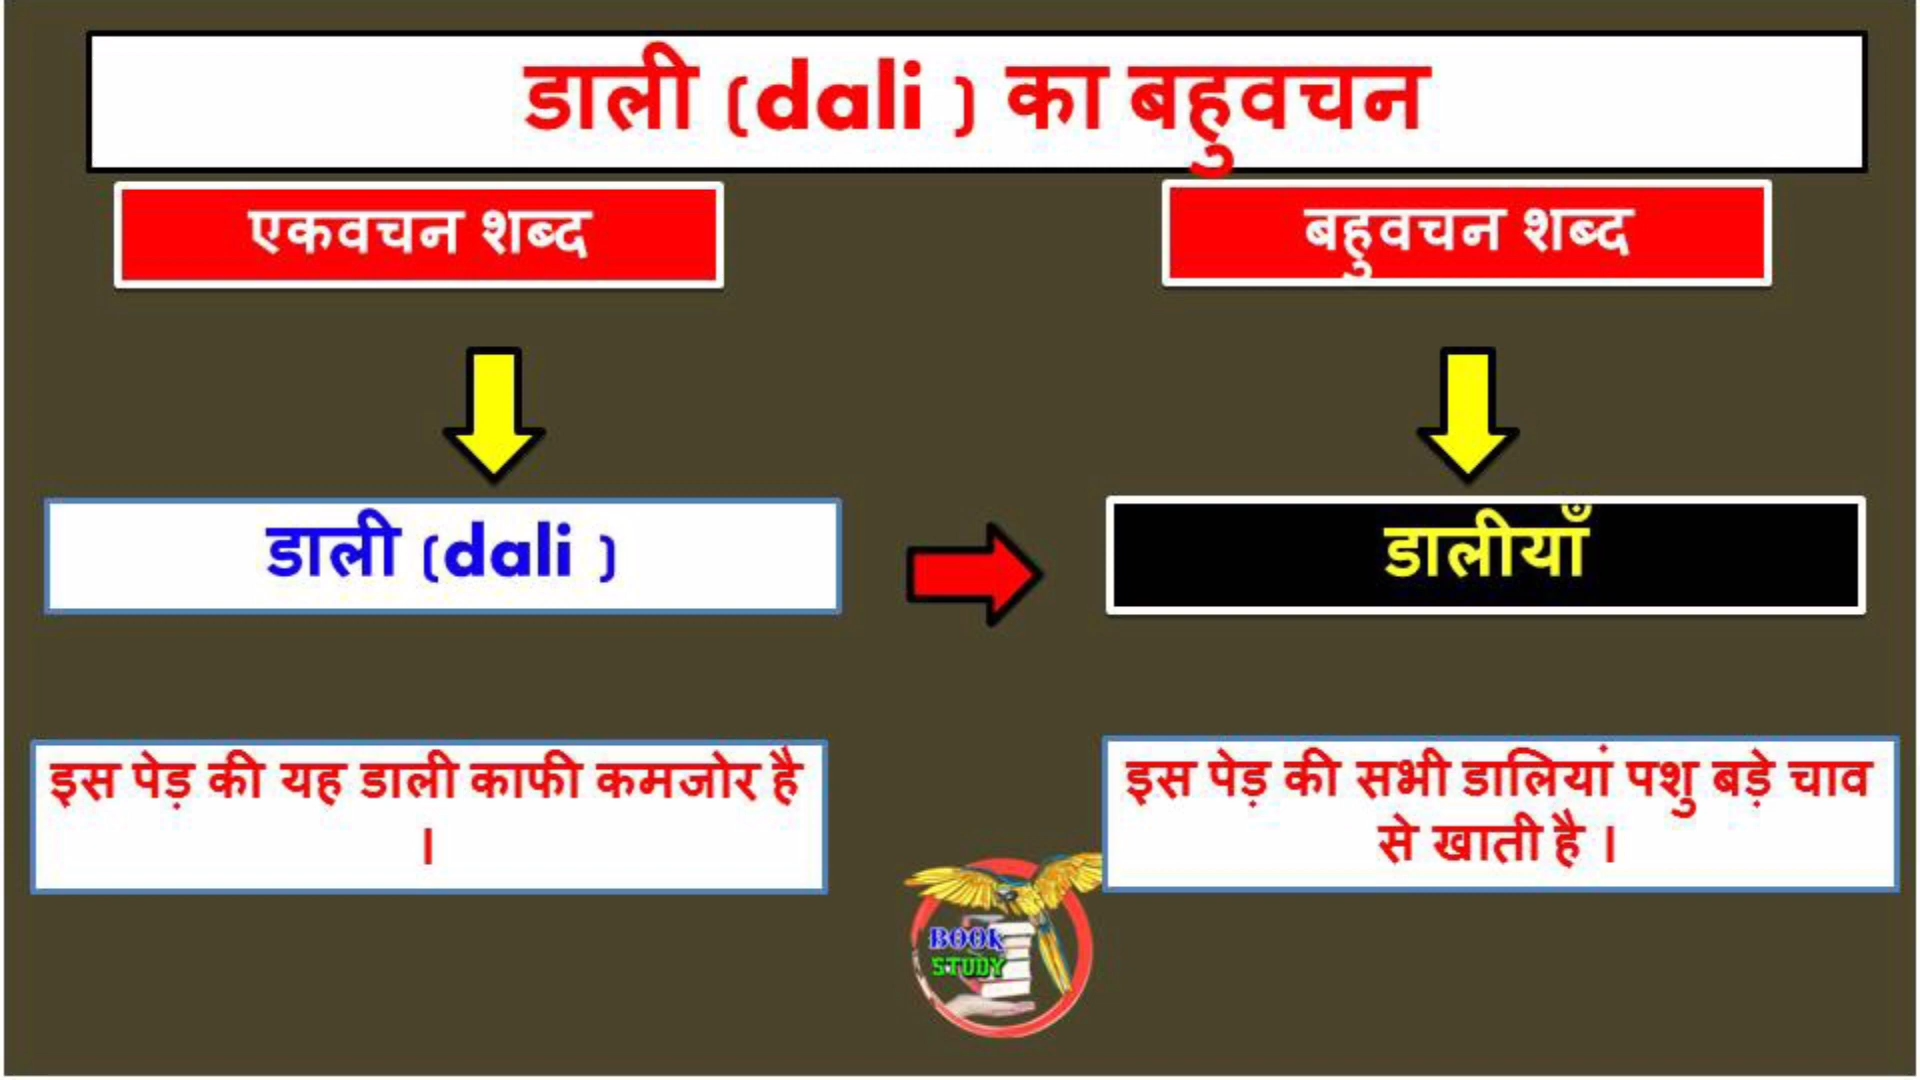 डाली (dali ) का बहुवचन
एकवचन शब्द
बहुवचन शब्द
डाली (dali )
डालीयाँ
इस पेड़ की यह डाली काफी कमजोर है
।
इस पेड़ की सभी डालियां पशु बड़े चाव
से खाती है ।
BOOK
STUDY